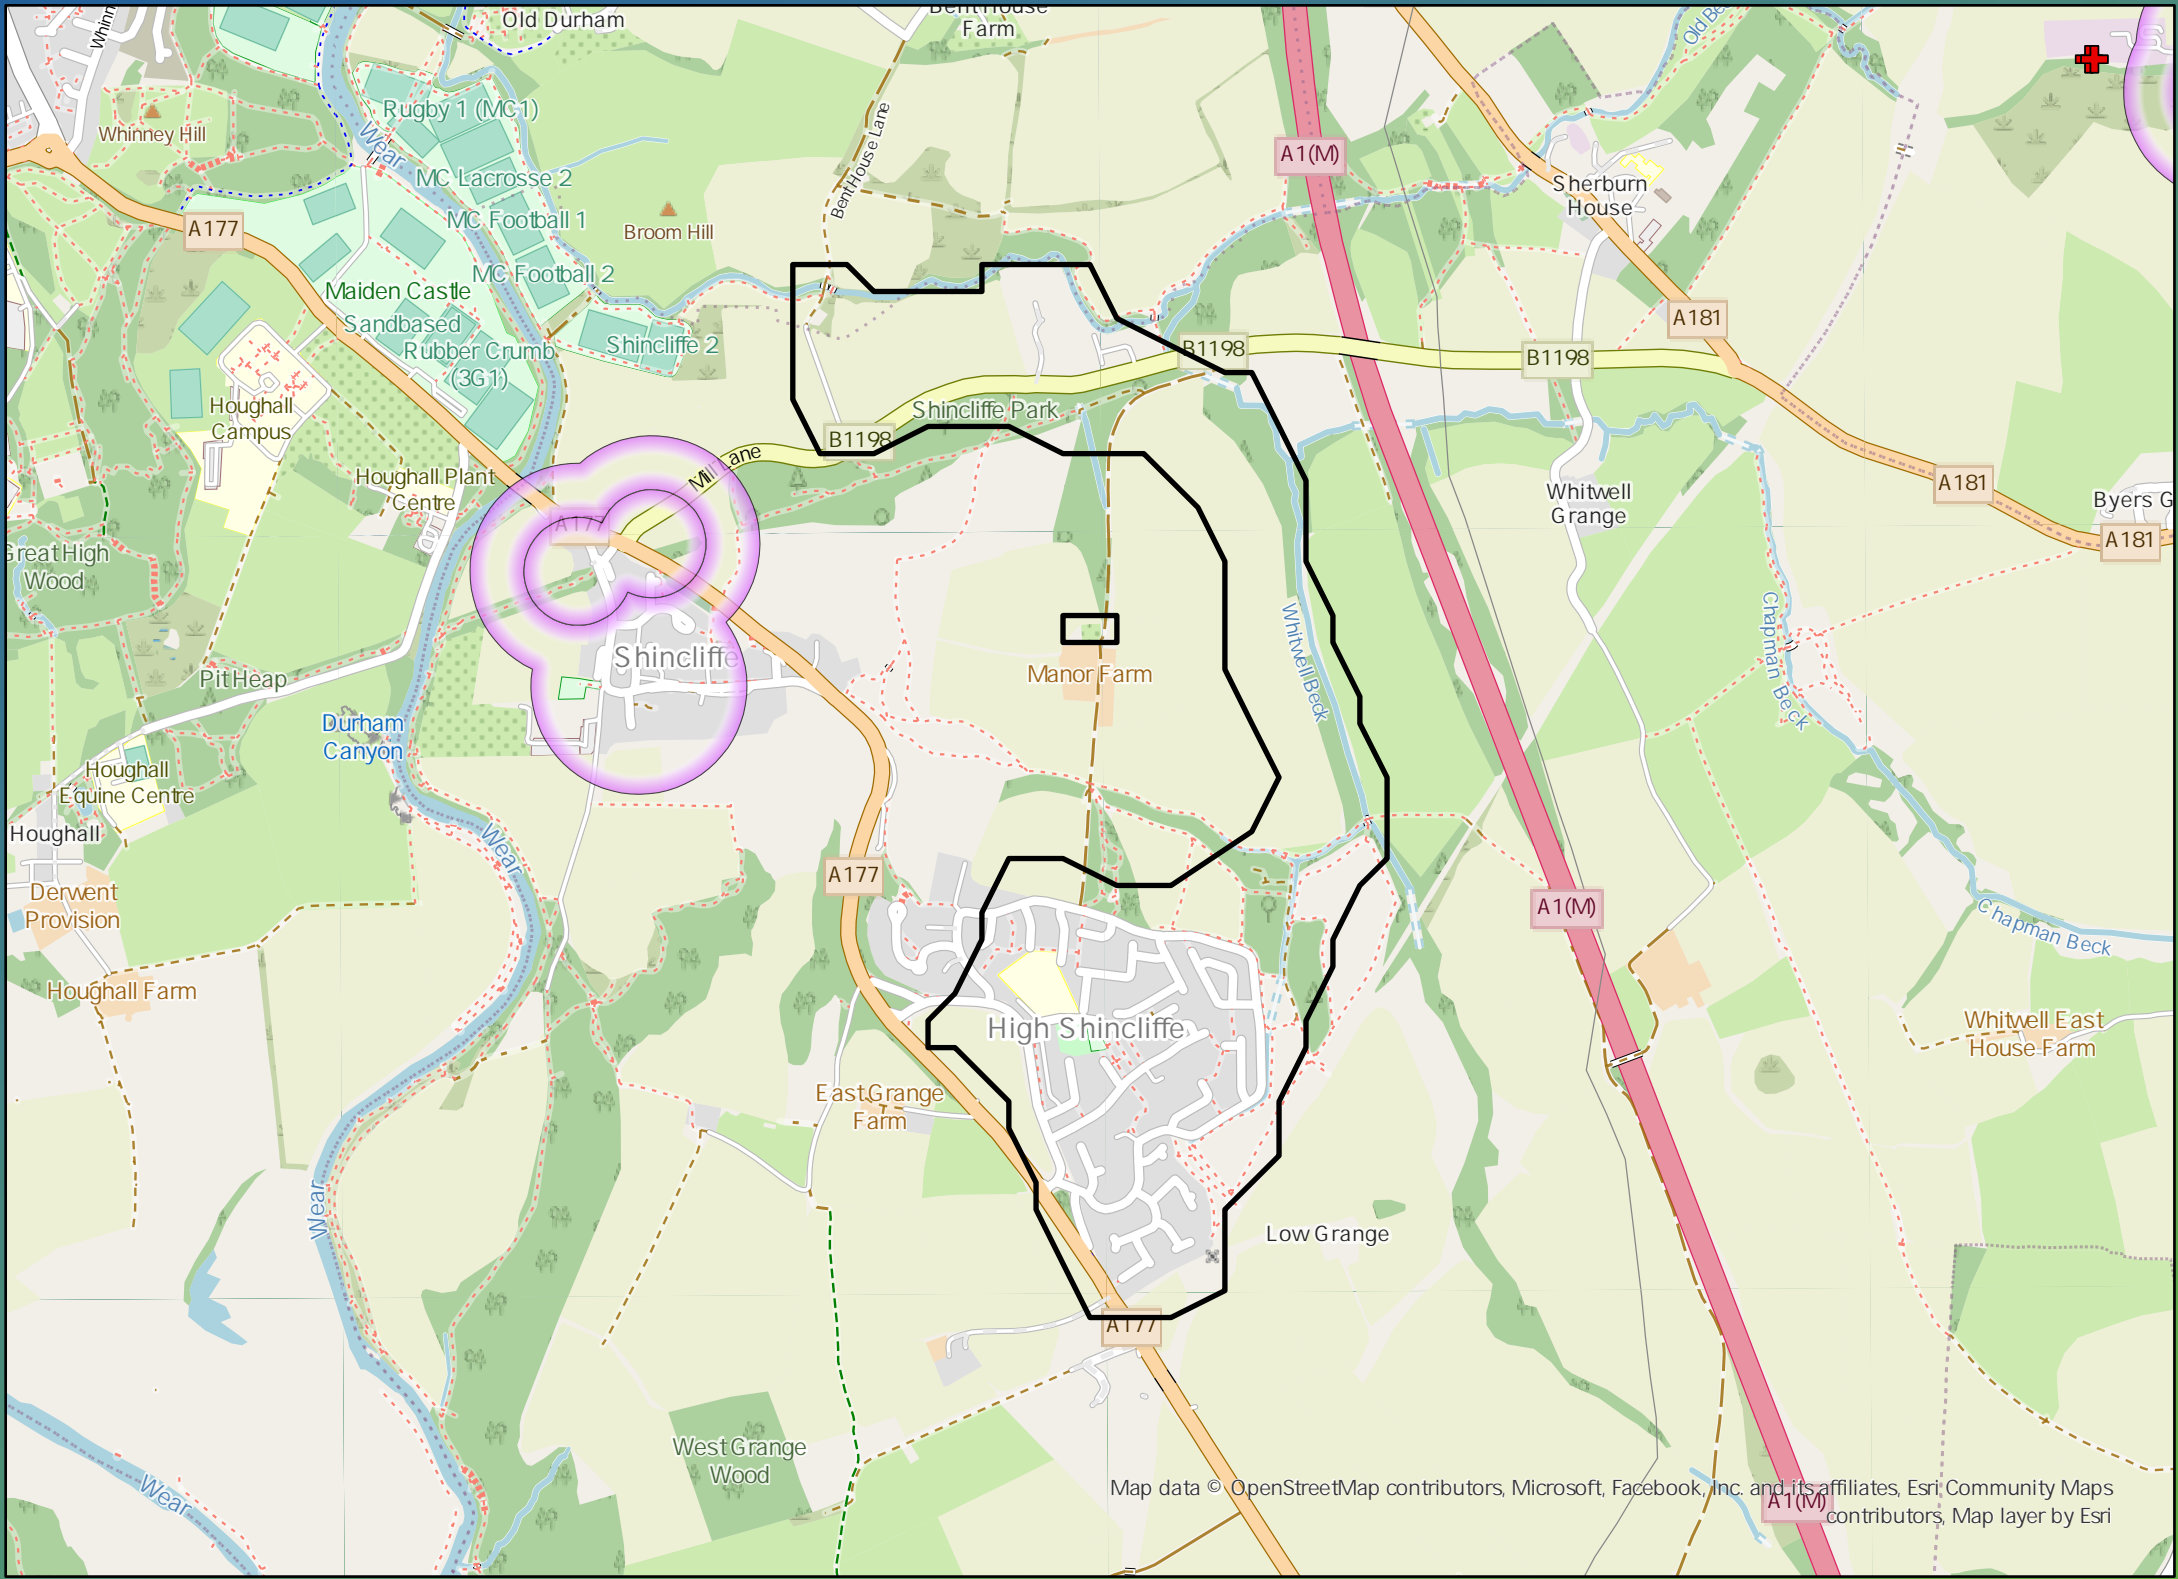 Whinn
Old Durham
Bent House
Farm
Old Be
Rugby 1 (MC1)
Whinney Hill
Wear
Bent House Lane
A1(M)
MC Lacrosse 2
Sherburn
House
MC Football 1
A177
Broom Hill
MC Football 2
Maiden Castle
Sandbased
Shincliffe 2
Rubber Crumb
(3G1)
A181
B1198
B1198
Houghall
Campus
Shincliffe Park
B1198
Mill Lane
Houghall Plant
Centre
A181
Whitwell
Grange
Byers G
A177
A181
Great High
Wood
Chapman Beck
Whitwell Beck
Shincliffe
Manor Farm
Pit Heap
Durham
Canyon
Houghall
Equine Centre
Houghall
Wear
A177
Derwent
Provision
A1(M)
Chapman Beck
Houghall Farm
High Shincliffe
Whitwell East
House Farm
East Grange
Farm
Wear
Low Grange
A177
West Grange
Wood
Wear
A1(M)
Map data © OpenStreetMap contributors, Microsoft, Facebook, Inc. and its affiliates, Esri Community Maps
contributors, Map layer by Esri